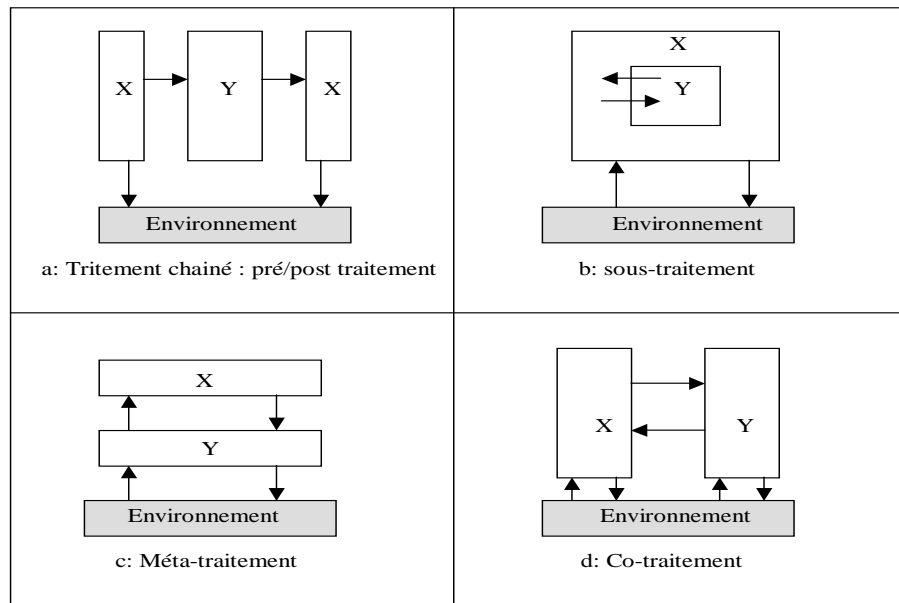 X
Y
X
Environnement
a: Tritement chainé : pré/post traitement
X
Y
Environnement
b: sous-traitement
X
Y
Environnement
c: Méta-traitement
X
Y
Environnement
d: Co-traitement